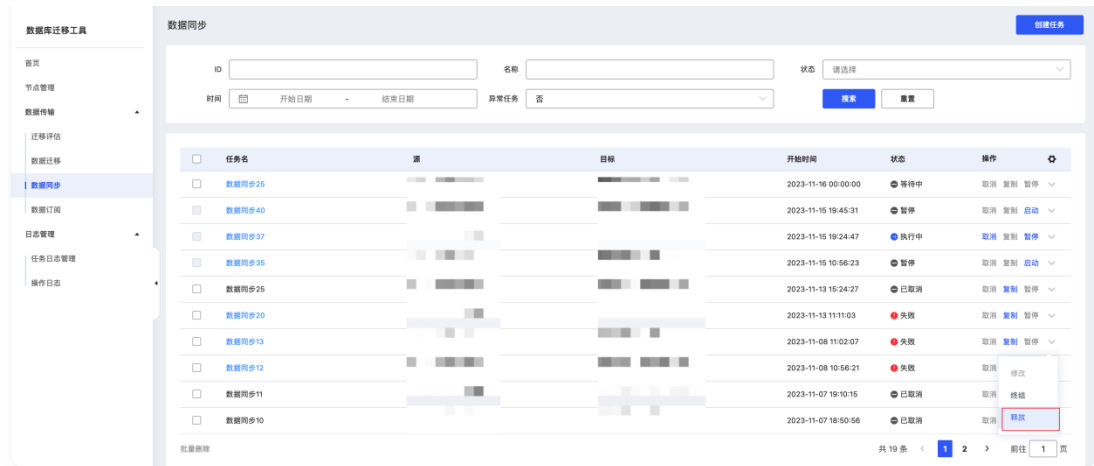 数据库迁移工具
首页
节点管理
数据传输
迁移评估
数据迁移
数据同步
数据订阅
日志管理
任务日志管理
操作日志
数据同步 创建任务
ID 名称 状态 请选择
时间 开始日期 - 结束日期 异常任务 否 搜索 重置
任务名 源 目标 开始时间 状态 操作
数据同步25 2023-11-16 00:00:00 等待中 取消 复制 暂停
数据同步40 2023-11-15 19:45:31 暂停 取消 复制 启动
数据同步37 2023-11-15 19:24:47 执行中 取消 复制 暂停
数据同步35 2023-11-15 10:56:23 暂停 取消 复制 启动
数据同步25 2023-11-13 15:24:27 已取消 取消 复制 暂停
数据同步20 2023-11-13 11:11:03 失败 取消 复制 暂停
数据同步13 2023-11-08 11:02:07 失败 取消 复制 暂停
数据同步12 2023-11-08 10:56:21 失败 取消
数据同步11 2023-11-07 19:10:15 已取消 取消
数据同步10 2023-11-07 18:50:56 已取消 取消
修改
终结
释放
批量删除 共 19 条 < 1 2 > 前往 1 页